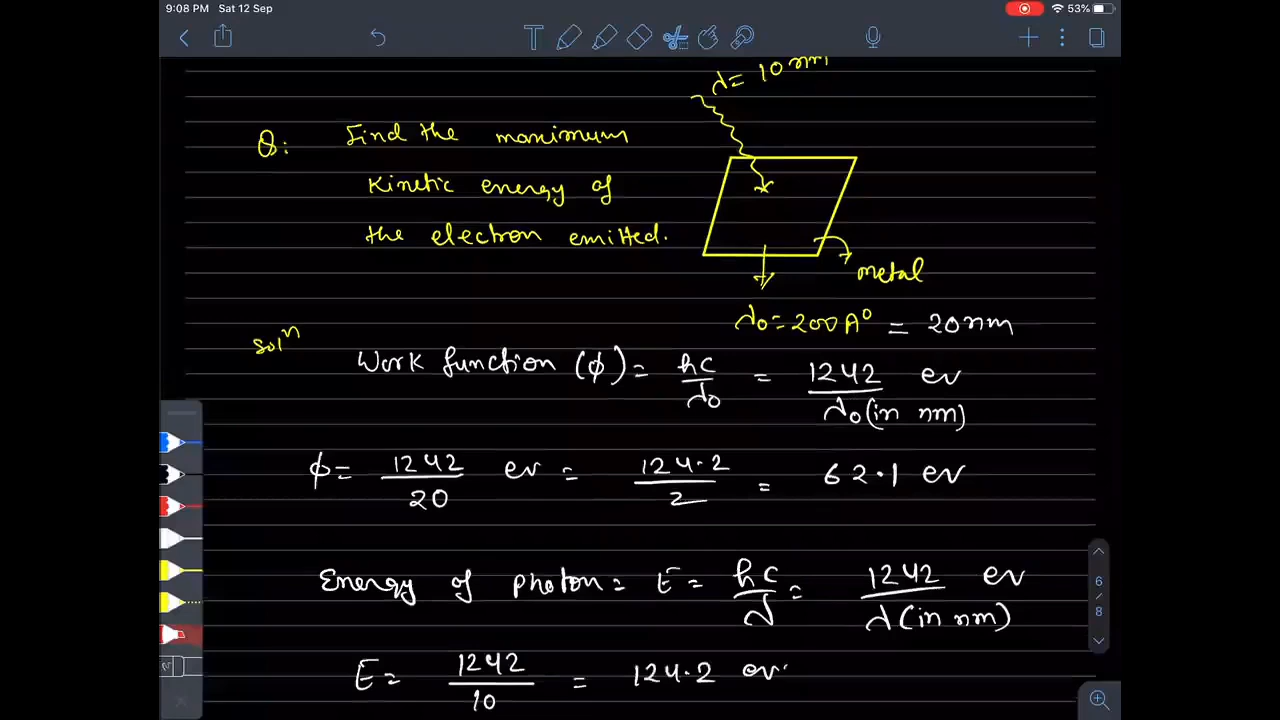 9:08 PM Sat 12 Sep
53%
T
λ= 10 nm
Q: Find the maximum
kinetic energy of
the electron emitted.
metal
λ0 = 200 A⁰ = 20 nm
Solⁿ
Work function (ϕ) = hc/λ0 = 1242/λ0 (in nm) ev
ϕ = 1242/20 ev = 124.2/2 = 62.1 ev
Energy of photon = E = hc/λ = 1242/λ (in nm) ev
6/8
E = 1242/10 = 124.2 ev